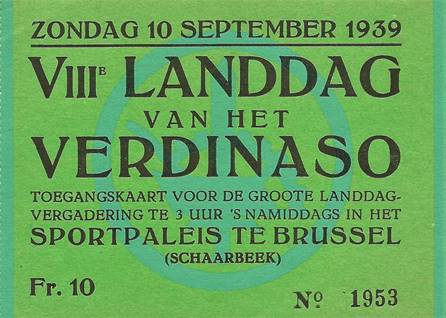 ZONDAG 10 SEPTEMBER 1939
VIIIE LANDDAG
VAN HET
VERDINASO
TOEGANGSKAART VOOR DE GROOTE LANDDAG-
VERGADERING TE 3 UUR 'S NAMIDDAGS IN HET
SPORTPALEIS TE BRUSSEL
(SCHAARBEEK)
Fr. 10
No 1953